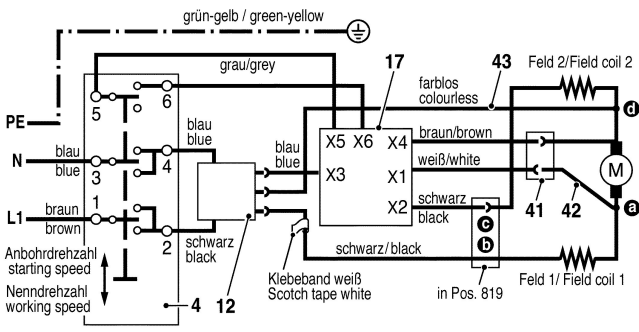 grün-gelb / green-yellow
grau/grey
17
farblos
colourless
43
Feld 2/Field coil 2
PE
5
6
blau
blue
X5
X6
X4
braun/brown
d
N
blau
blue
3
4
blau
blue
X3
X1
weiß/white
M
1
L1
braun
brown
2
schwarz
black
12
X2
schwarz
black
c
b
41
42
a
Anbohrdrehzahl
starting speed
Nenndrehzahl
working speed
4
Klebeband weiß
Scotch tape white
schwarz/black
in Pos. 819
Feld 1/ Field coil 1